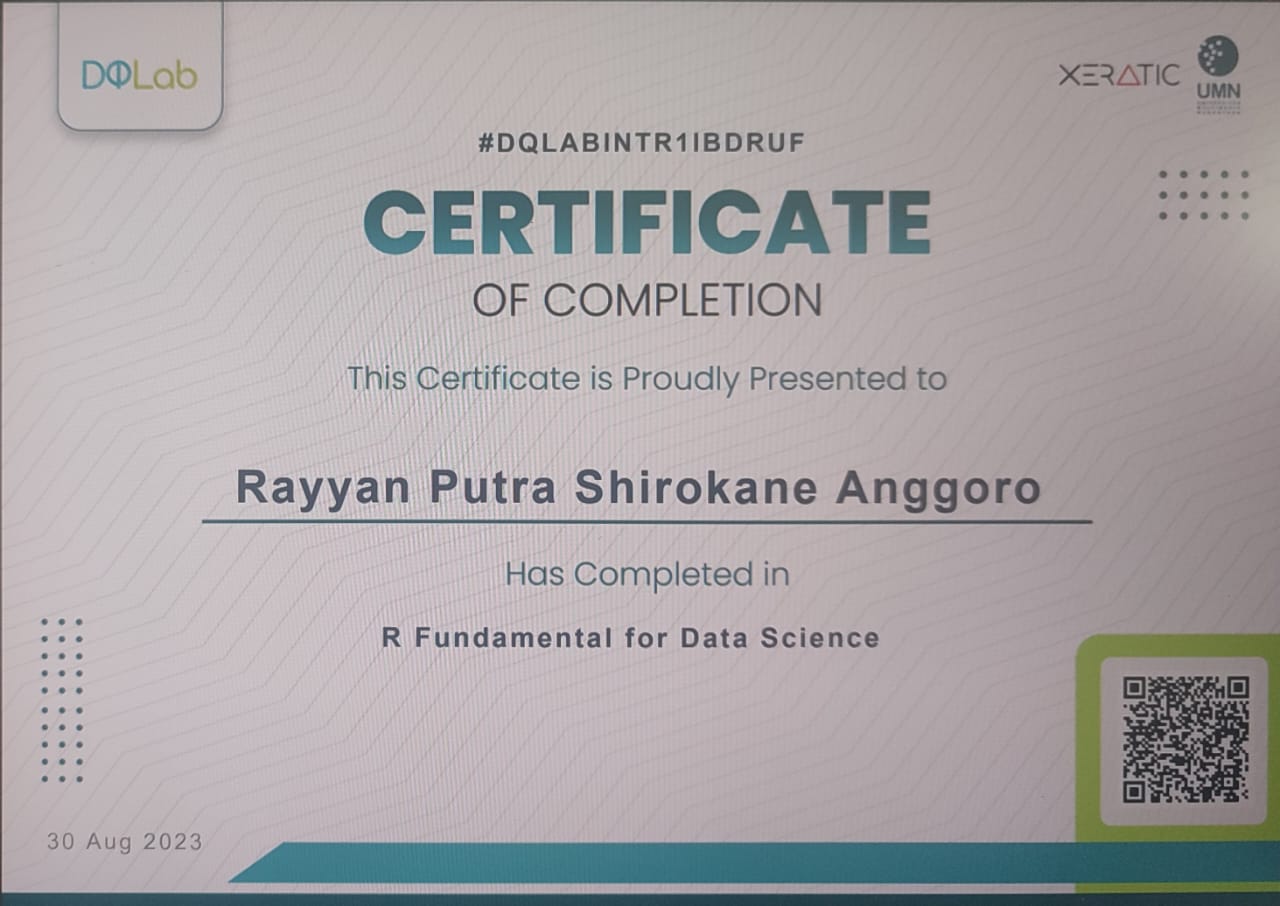 DQLab
XERATIC
UMN
#DQLABINTR1IBDRUF
CERTIFICATE
OF COMPLETION
This Certificate is Proudly Presented to
Rayyan Putra Shirokane Anggoro
Has Completed in
R Fundamental for Data Science
30 Aug 2023